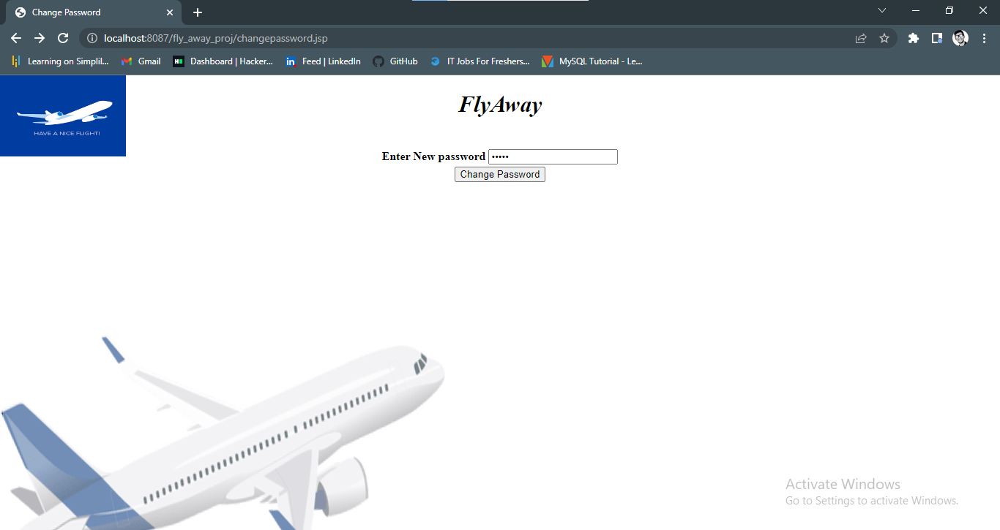 Change Password
localhost:8087/fly_away_proj/changepassword.jsp
Learning on Simplil... Gmail Dashboard | Hacker... Feed | LinkedIn GitHub IT Jobs For Freshers... MySQL Tutorial - Le...
HAVE A NICE FLIGHT!
FlyAway
Enter New password •••••
Change Password
Activate Windows
Go to Settings to activate Windows.